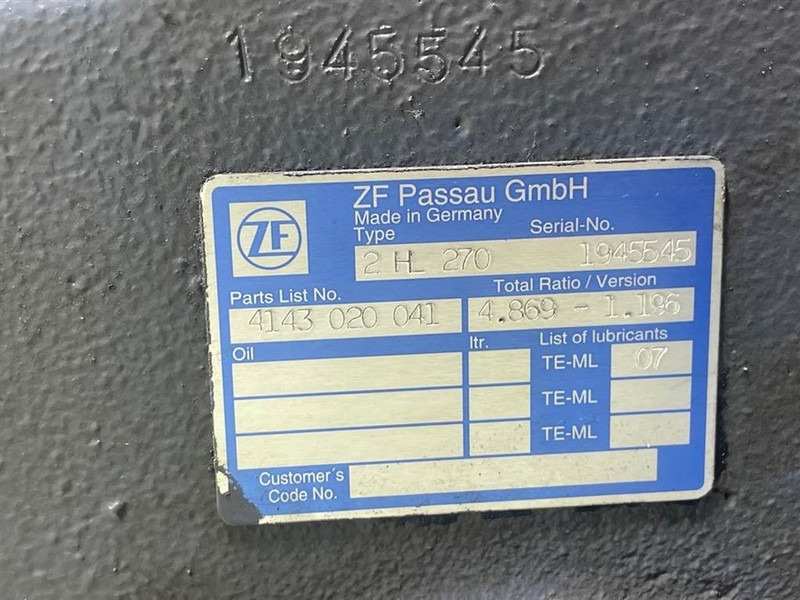 1945545
ZF Passau GmbH
Made in Germany
Type Serial-No.
ZF
2 HL 270 1945545
Parts List No. Total Ratio / Version
4143 020 041 4.869 - 1.196
Oil ltr. List of lubricants
TE-ML 07
TE-ML
TE-ML
Customer´s
Code No.